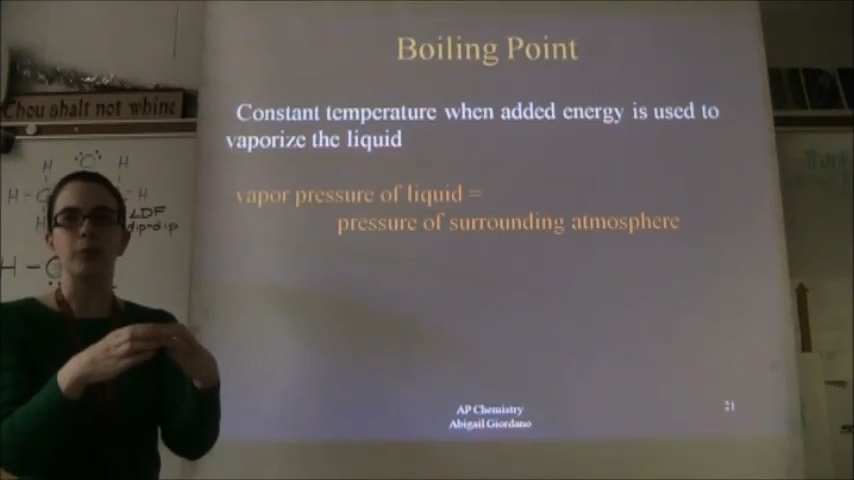 Boiling Point
Constant temperature when added energy is used to
vaporize the liquid
vapor pressure of liquid =
pressure of surrounding atmosphere
AP Chemistry
Abigail Giordano
21
Thou shalt not whine
H O H
H - C - H
H LDF
dip-dip
H - C